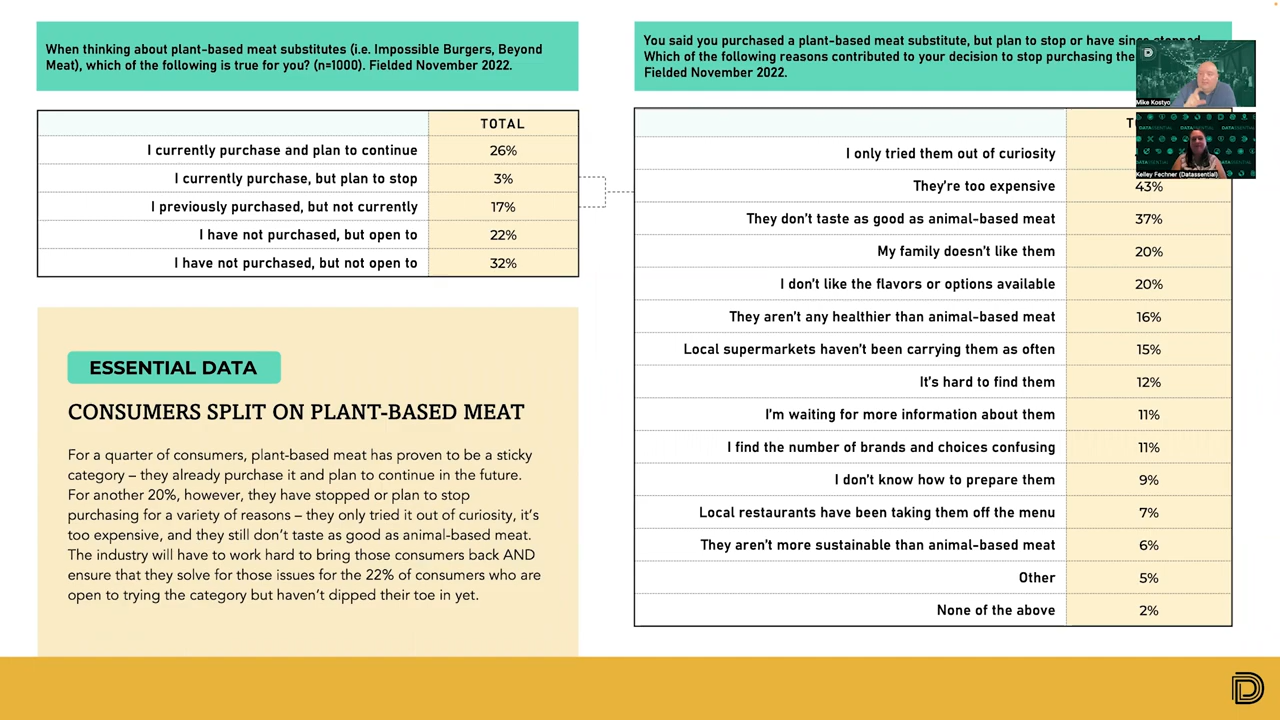 When thinking about plant-based meat substitutes (i.e. Impossible Burgers, Beyond
Meat), which of the following is true for you? (n=1000). Fielded November 2022.
TOTAL
I currently purchase and plan to continue 26%
I currently purchase, but plan to stop 3%
I previously purchased, but not currently 17%
I have not purchased, but open to 22%
I have not purchased, but not open to 32%
ESSENTIAL DATA
CONSUMERS SPLIT ON PLANT-BASED MEAT
For a quarter of consumers, plant-based meat has proven to be a sticky
category – they already purchase it and plan to continue in the future.
For another 20%, however, they have stopped or plan to stop
purchasing for a variety of reasons – they only tried it out of curiosity, it's
too expensive, and they still don't taste as good as animal-based meat.
The industry will have to work hard to bring those consumers back AND
ensure that they solve for those issues for the 22% of consumers who are
open to trying the category but haven't dipped their toe in yet.
You said you purchased a plant-based meat substitute, but plan to stop or have since
Which of the following reasons contributed to your decision to stop purchasing
Fielded November 2022.
I only tried them out of curiosity
They're too expensive 43%
They don't taste as good as animal-based meat 37%
My family doesn't like them 20%
I don't like the flavors or options available 20%
They aren't any healthier than animal-based meat 16%
Local supermarkets haven't been carrying them as often 15%
It's hard to find them 12%
I'm waiting for more information about them 11%
I find the number of brands and choices confusing 11%
I don't know how to prepare them 9%
Local restaurants have been taking them off the menu 7%
They aren't more sustainable than animal-based meat 6%
Other 5%
None of the above 2%
Mike Kostyo
DATASSENTIAL
Kelley Fechner (Datassential)